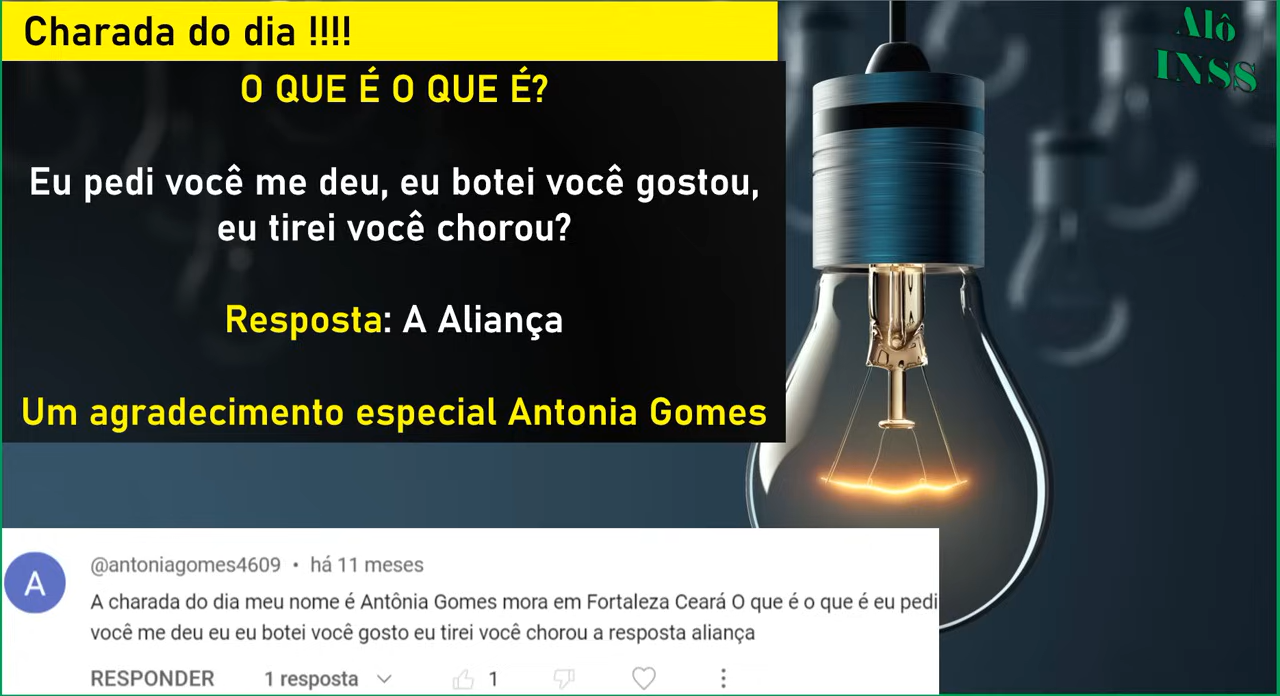 Charada do dia !!!!
Alô
INSS
O QUE É O QUE É?
Eu pedi você me deu, eu botei você gostou,
eu tirei você chorou?
Resposta: A Aliança
Um agradecimento especial Antonia Gomes
A
@antoniagomes4609 • há 11 meses
A charada do dia meu nome é Antônia Gomes mora em Fortaleza Ceará O que é o que é eu pedi
você me deu eu eu botei você gosto eu tirei você chorou a resposta aliança
RESPONDER 1 resposta 1